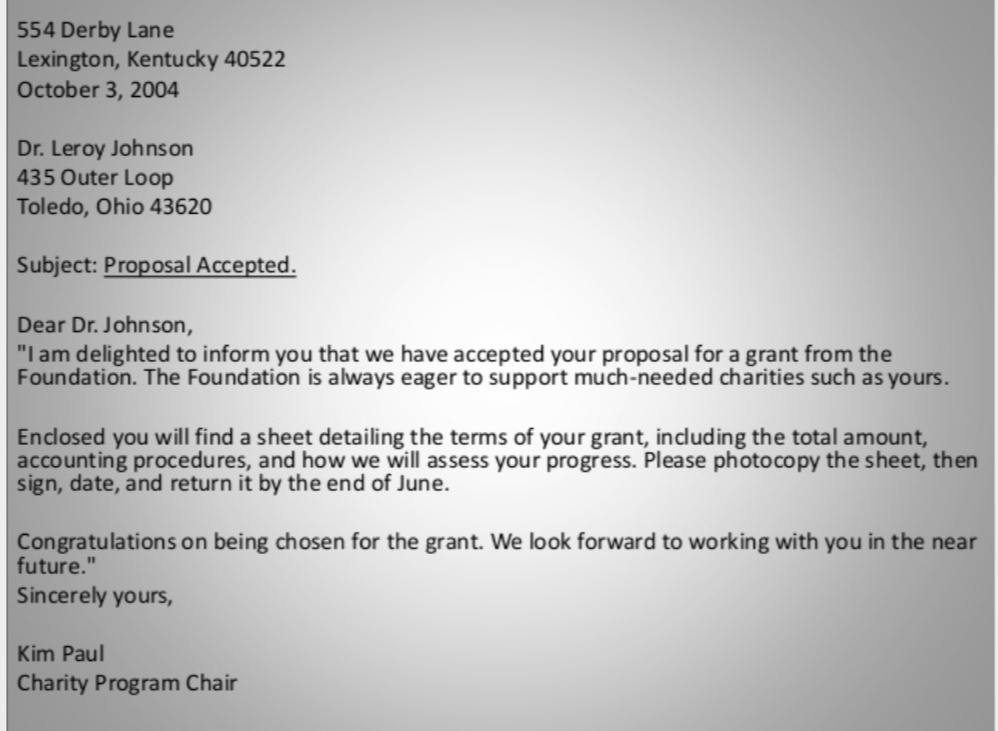 554 Derby Lane
Lexington, Kentucky 40522
October 3, 2004
Dr. Leroy Johnson
435 Outer Loop
Toledo, Ohio 43620
Subject: Proposal Accepted.
Dear Dr. Johnson,
"I am delighted to inform you that we have accepted your proposal for a grant from the
Foundation. The Foundation is always eager to support much-needed charities such as yours.
Enclosed you will find a sheet detailing the terms of your grant, including the total amount,
accounting procedures, and how we will assess your progress. Please photocopy the sheet, then
sign, date, and return it by the end of June.
Congratulations on being chosen for the grant. We look forward to working with you in the near
future."
Sincerely yours,
Kim Paul
Charity Program Chair